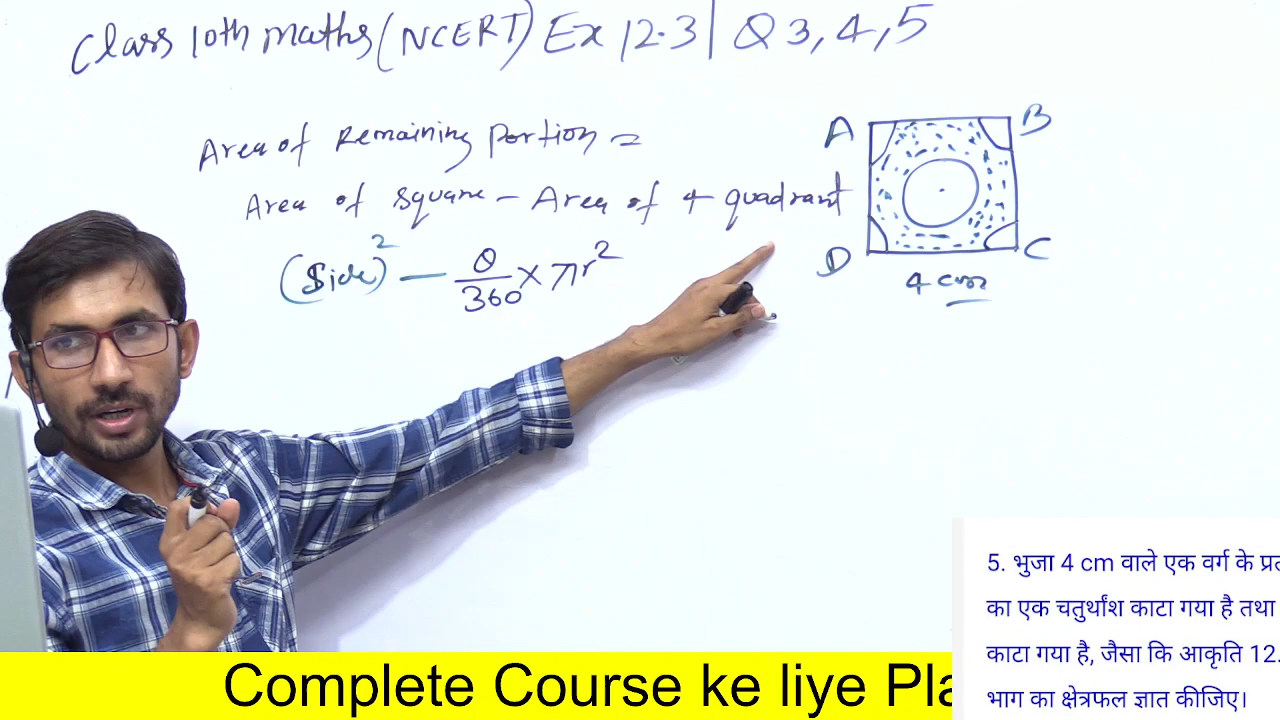 Class 10th maths (NCERT) Ex 12.3 | Q 3, 4, 5
Area of Remaining portion =
Area of square - Area of 4 quadrant
(Side)² - θ/360 × πr²
A
B
D
C
4 cm
5. भुजा 4 cm वाले एक वर्ग के प्रत
का एक चतुर्थांश काटा गया है तथा
काटा गया है, जैसा कि आकृति 12.
भाग का क्षेत्रफल ज्ञात कीजिए।
Complete Course ke liye Pla